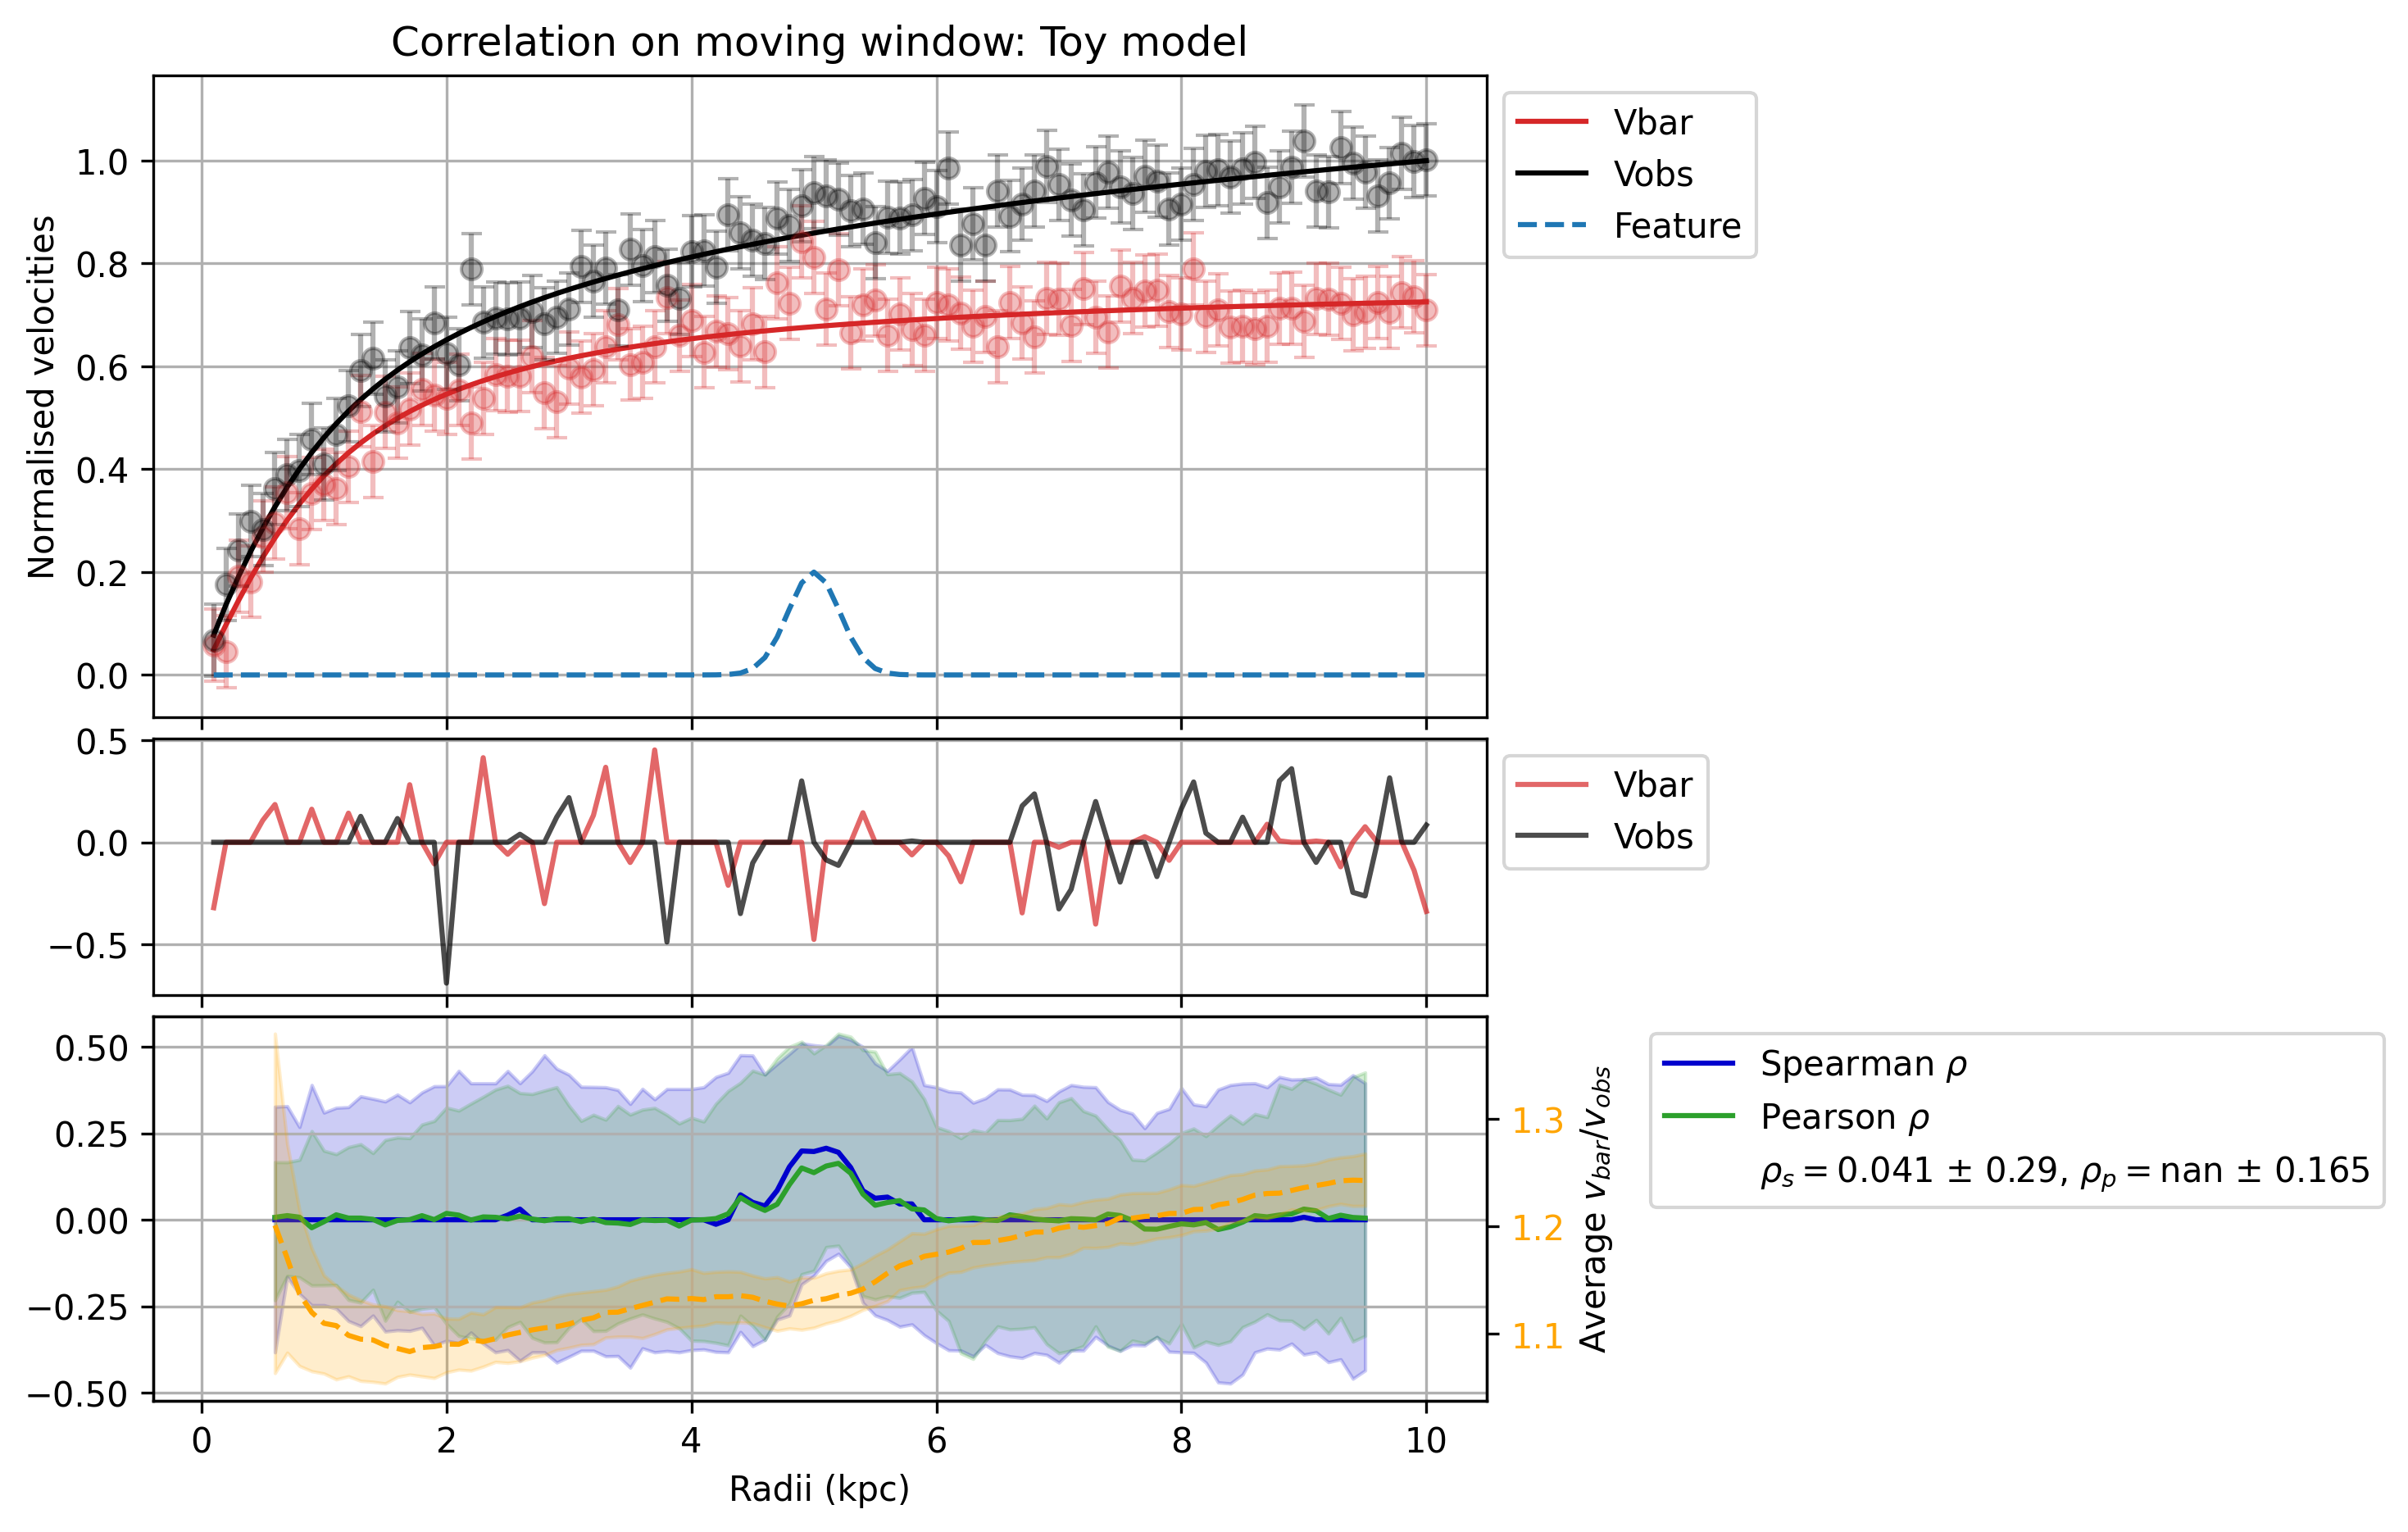 Correlation on moving window: Toy model
Normalised velocities
1.0
0.8
0.6
0.4
0.2
0.0
Vbar
Vobs
Feature
0.5
0.0
−0.5
Vbar
Vobs
0.50
0.25
0.00
−0.25
−0.50
1.3
1.2
1.1
Average v_bar/v_obs
Spearman ρ
Pearson ρ
ρ_s = 0.041 ± 0.29, ρ_p = nan ± 0.165
0 2 4 6 8 10
Radii (kpc)